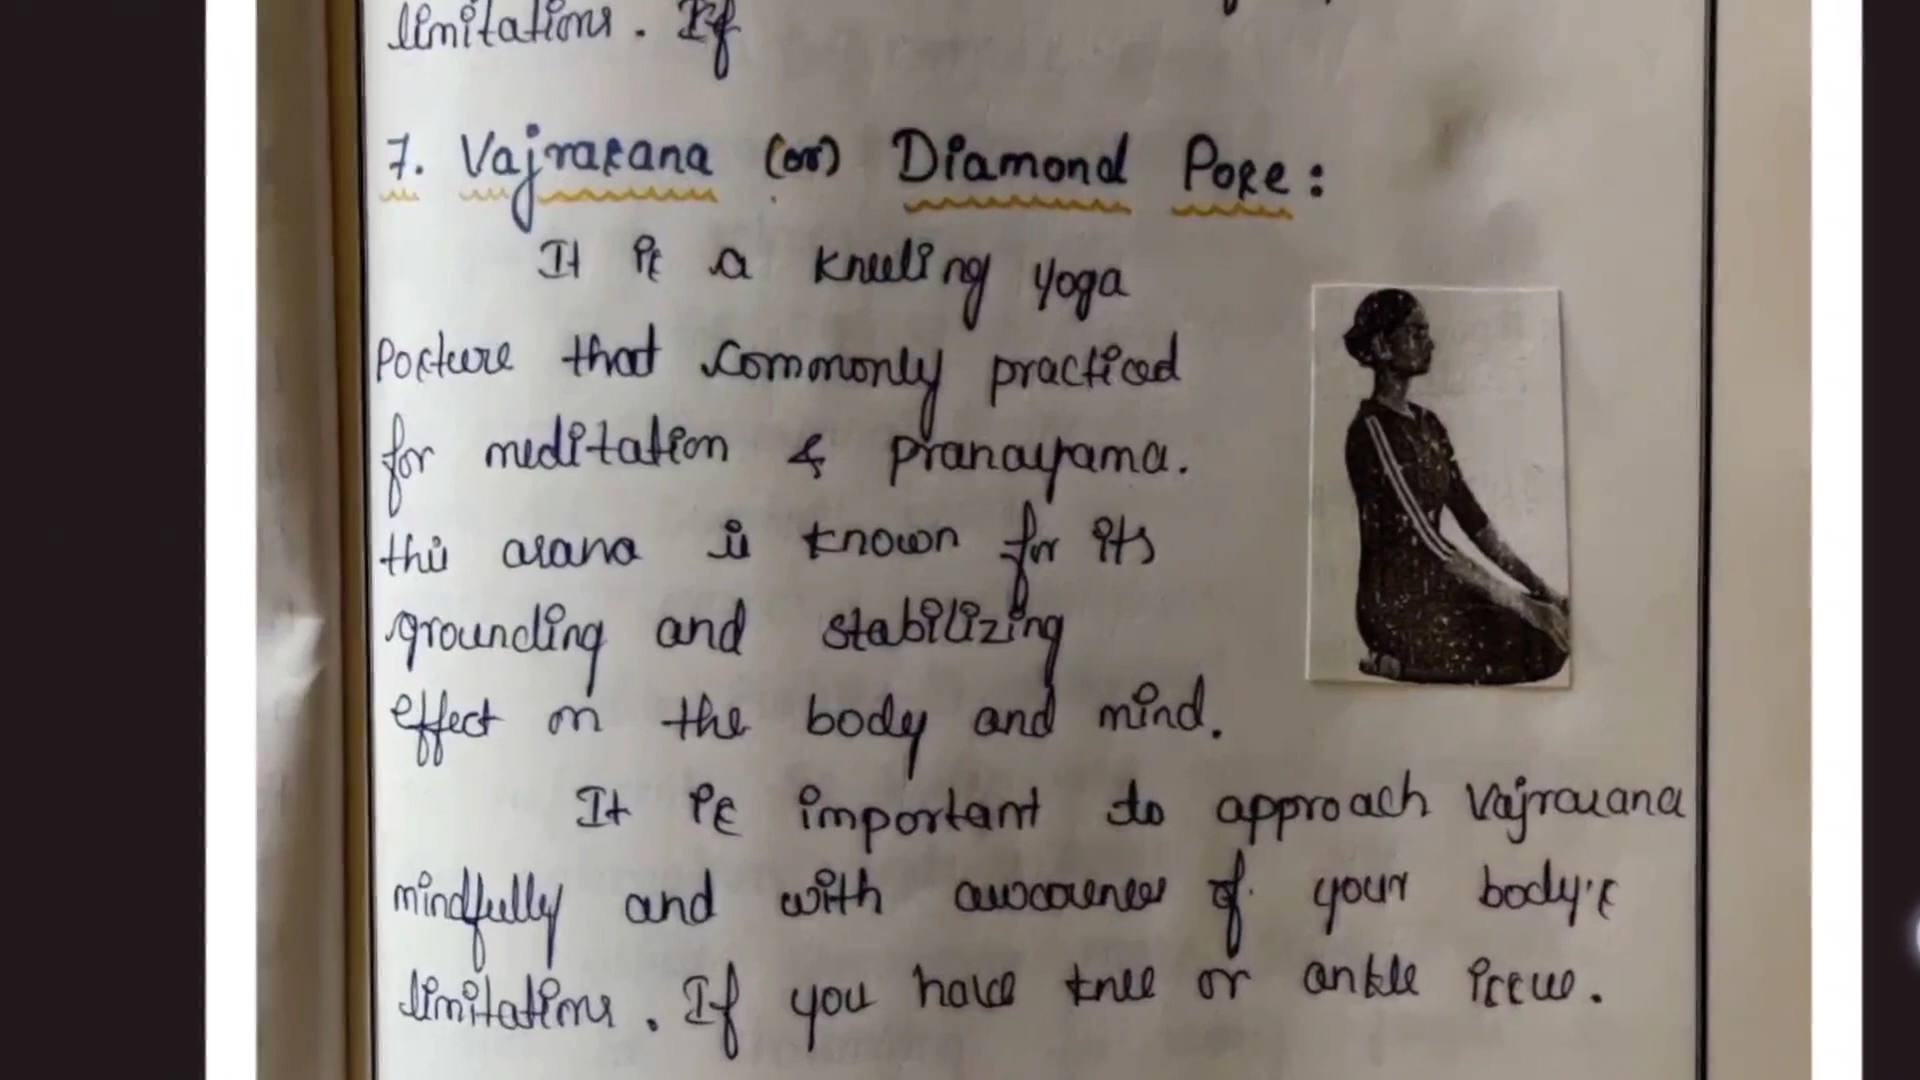 limitations. If
7. Vajrasana (or) Diamond Pose:
It is a kneeling yoga
Posture that commonly practiced
for meditation & pranayama.
this asana is known for its
grounding and stabilizing
effect on the body and mind.
It is important to approach Vajrasana
mindfully and with awareness of your body's
limitations. If you have knee or ankle issue.